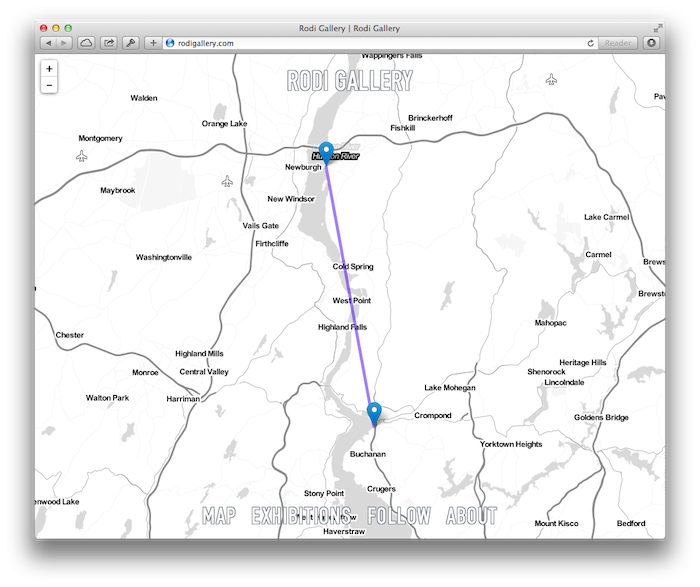 Rodi Gallery | Rodi Gallery
rodigallery.com
Reader
+
−
Wappingers Falls
RODI GALLERY
Walden
Orange Lake
Brinckerhoff
Fishkill
Montgomery
Hudson River
Newburgh
Maybrook
New Windsor
Lake Carmel
Vails Gate
Firthcliffe
Carmel
Washingtonville
Cold Spring
Brews
Brewste
West Point
Mahopac
Highland Falls
Chester
Highland Mills
Heritage Hills
Monroe
Central Valley
Shenorock
Lincolndale
Lake Mohegan
Walton Park
Harriman
Crompond
Goldens Bridge
Yorktown Heights
Buchanan
Crugers
Stony Point
enwood Lake
MAP EXHIBITIONS FOLLOW ABOUT
Mount Kisco
Bedford
Haverstraw